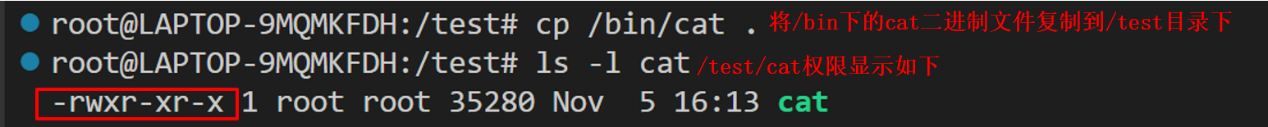 root@LAPTOP-9MQMKFDH:/test# cp /bin/cat . 将/bin下的cat二进制文件复制到/test目录下
root@LAPTOP-9MQMKFDH:/test# ls -l cat /test/cat权限显示如下
-rwxr-xr-x 1 root root 35280 Nov  5 16:13 cat